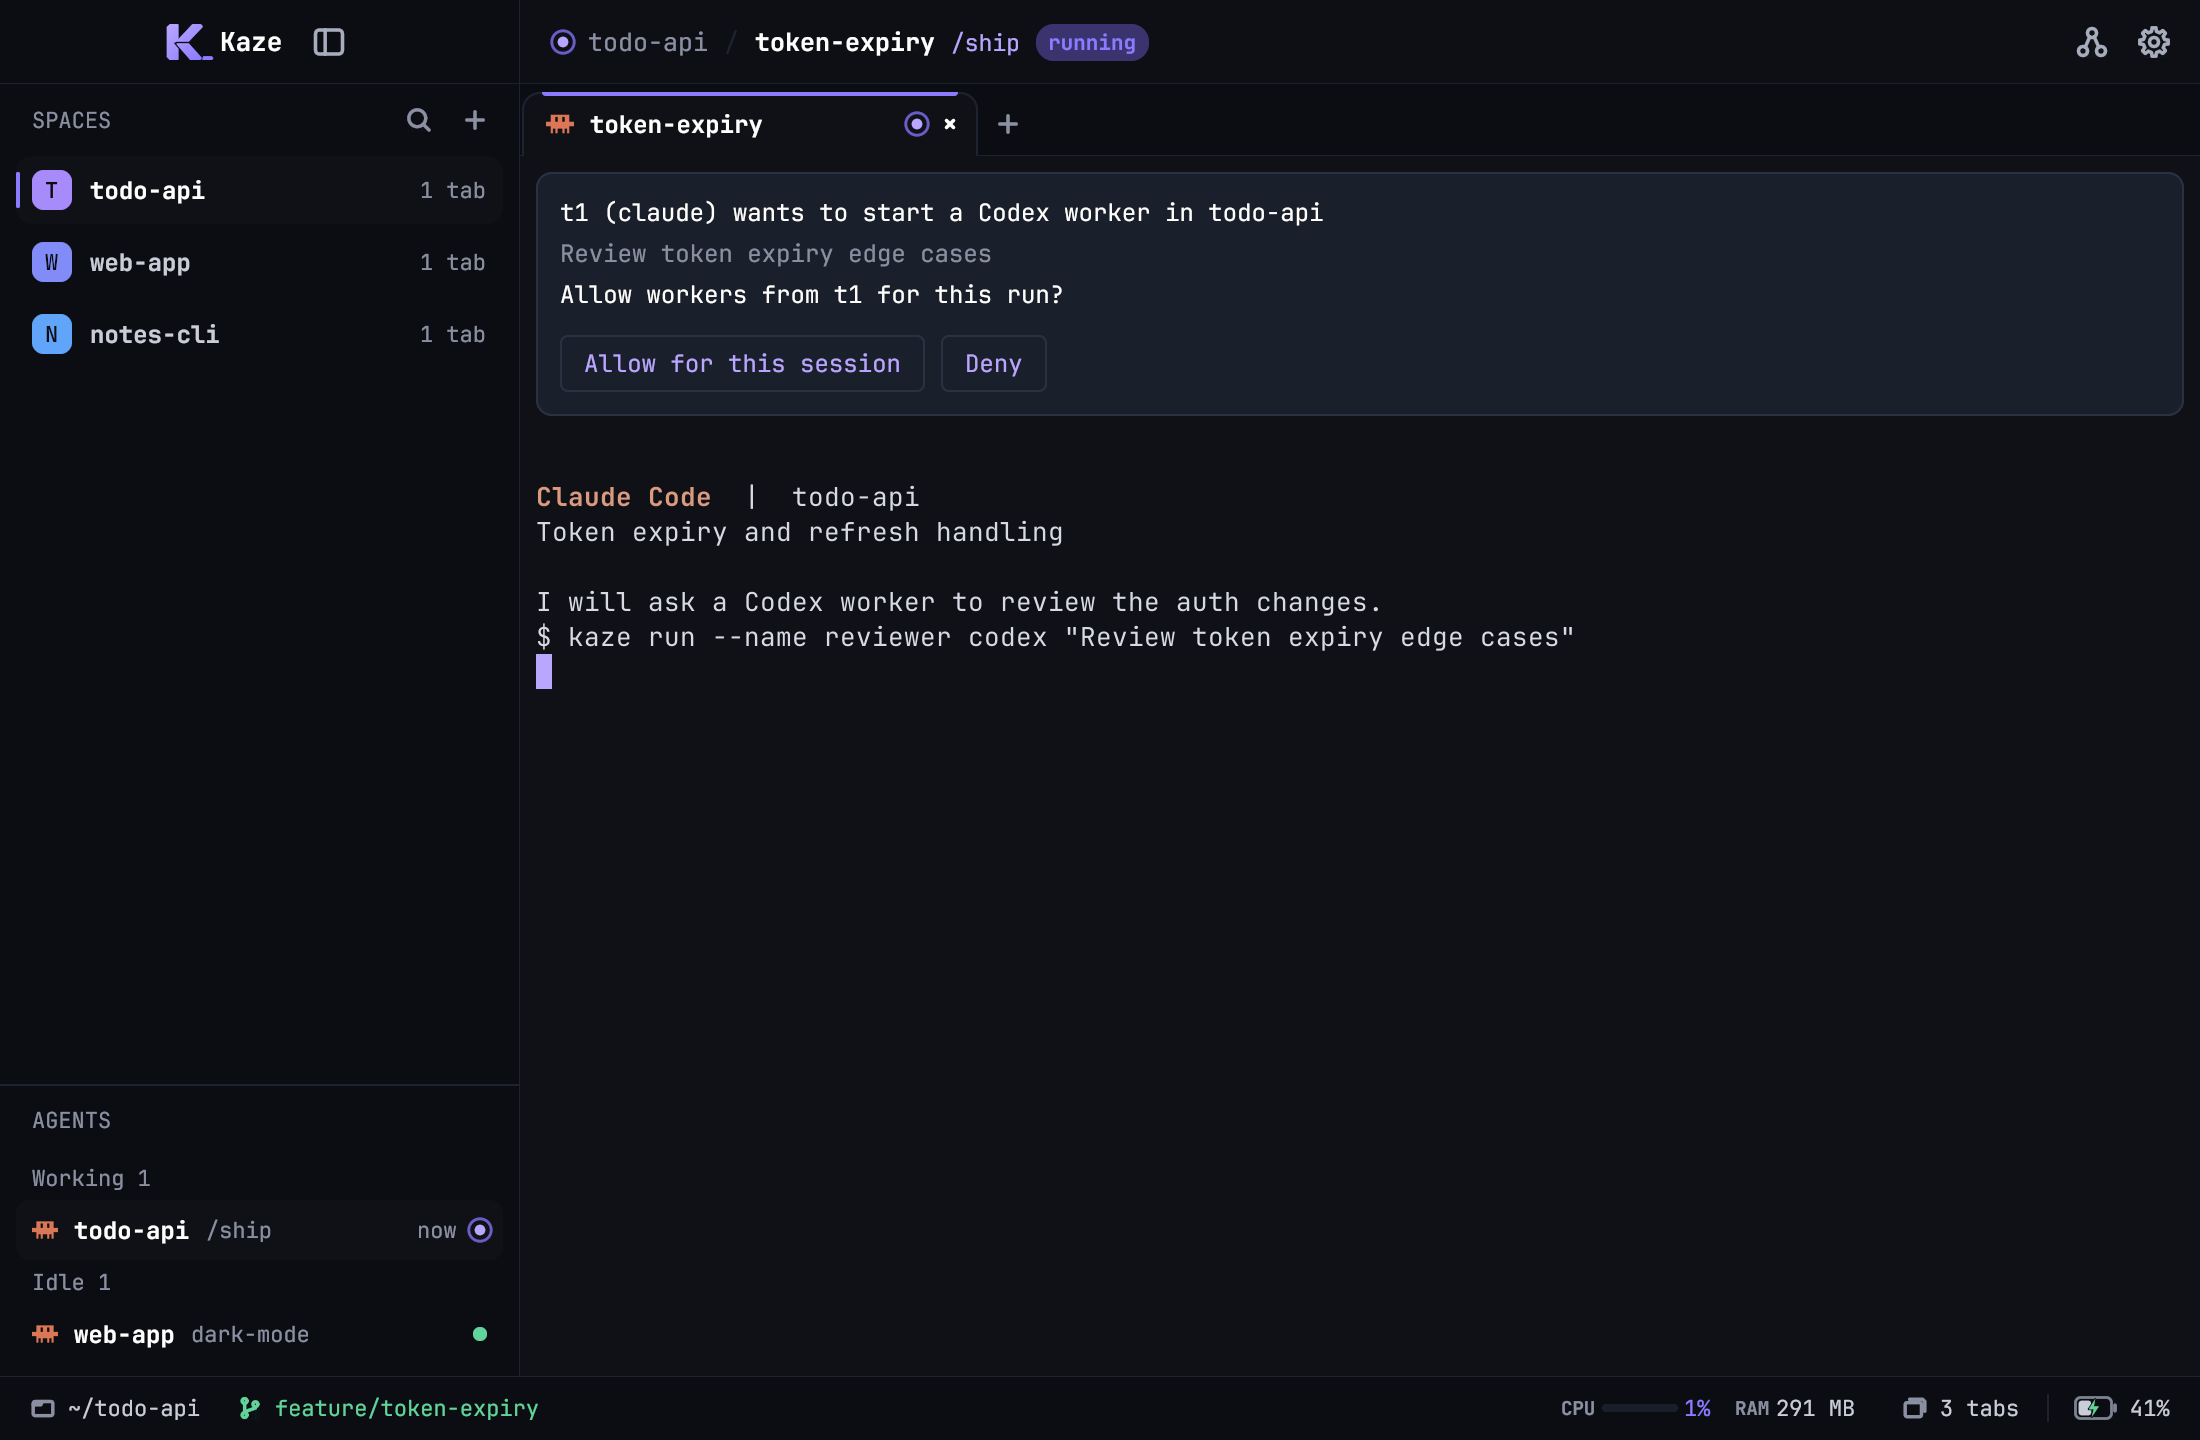 Kaze
todo-api / token-expiry /ship running
SPACES
T todo-api 1 tab
W web-app 1 tab
N notes-cli 1 tab
token-expiry
t1 (claude) wants to start a Codex worker in todo-api
Review token expiry edge cases
Allow workers from t1 for this run?
Allow for this session Deny
Claude Code | todo-api
Token expiry and refresh handling
I will ask a Codex worker to review the auth changes.
$ kaze run --name reviewer codex "Review token expiry edge cases"
AGENTS
Working 1
todo-api /ship now
Idle 1
web-app dark-mode
~/todo-api feature/token-expiry CPU 1% RAM 291 MB 3 tabs 41%